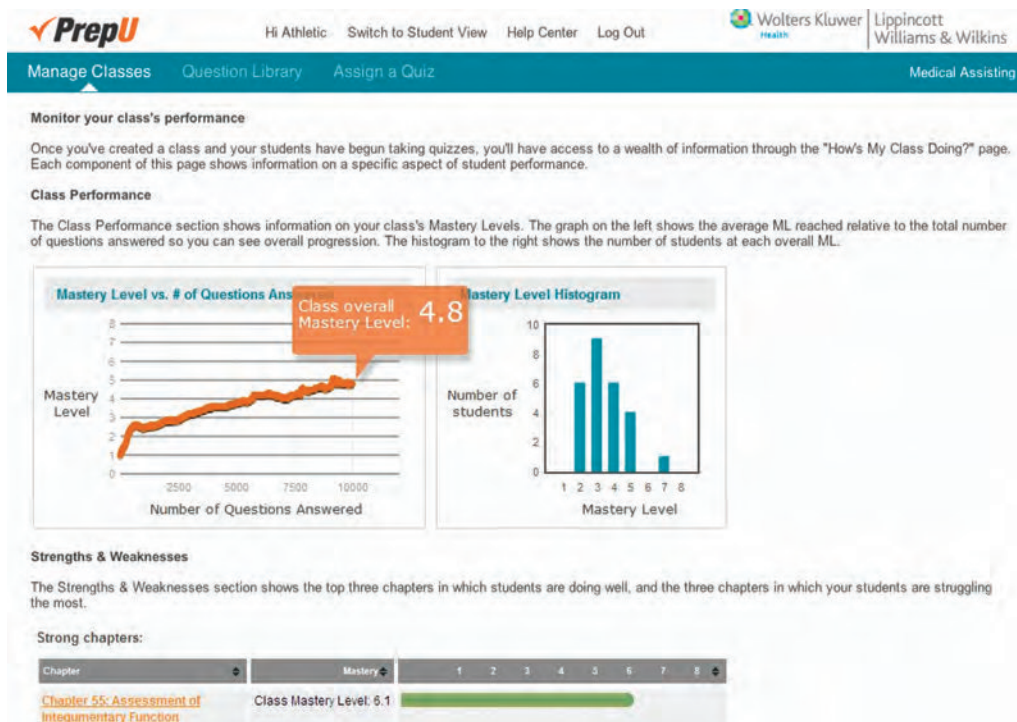 PrepU
Hi Athletic Switch to Student View Help Center Log Out
Wolters Kluwer
Health
Lippincott
Williams & Wilkins
Manage Classes Question Library Assign a Quiz Medical Assisting
Monitor your class's performance
Once you've created a class and your students have begun taking quizzes, you'll have access to a wealth of information through the "How's My Class Doing?" page.
Each component of this page shows information on a specific aspect of student performance.
Class Performance
The Class Performance section shows information on your class's Mastery Levels. The graph on the left shows the average ML reached relative to the total number
of questions answered so you can see overall progression. The histogram to the right shows the number of students at each overall ML.
Mastery Level vs. # of Questions
Class overall
Mastery Level: 4.8
8
7
6
5
4
3
2
1
0
Mastery
Level
2500 5000 7500 10000
Number of Questions Answered
Mastery Level Histogram
10
8
6
4
2
0
Number of
students
1 2 3 4 5 6 7 8
Mastery Level
Strengths & Weaknesses
The Strengths & Weaknesses section shows the top three chapters in which students are doing well, and the three chapters in which your students are struggling
the most.
Strong chapters:
Chapter Mastery 1 2 3 4 5 6 7 8
Chapter 55: Assessment of
Integumentary Function
Class Mastery Level: 6.1